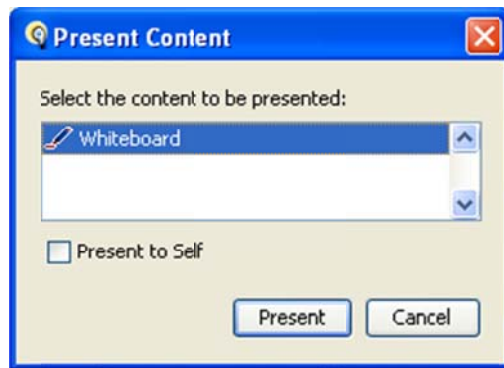 Present Content
Select the content to be presented:
Whiteboard
Present to Self
Present Cancel